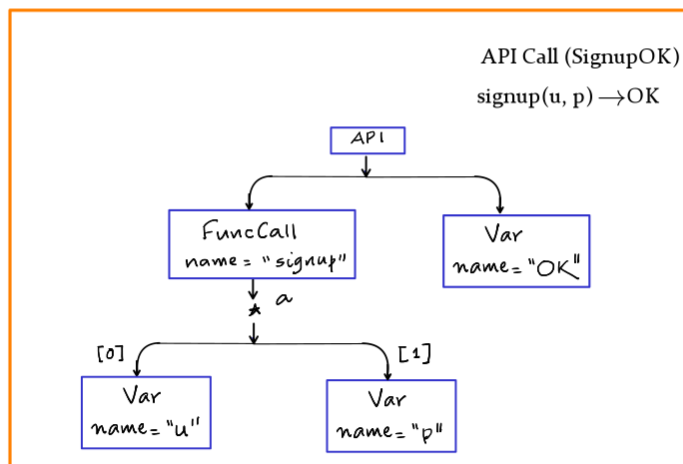 API Call (SignupOK)
signup(u, p) →OK
API
FuncCall
name = "signup"
Var
name="OK"
* a
[0]
[1]
Var
name="u"
Var
name="p"